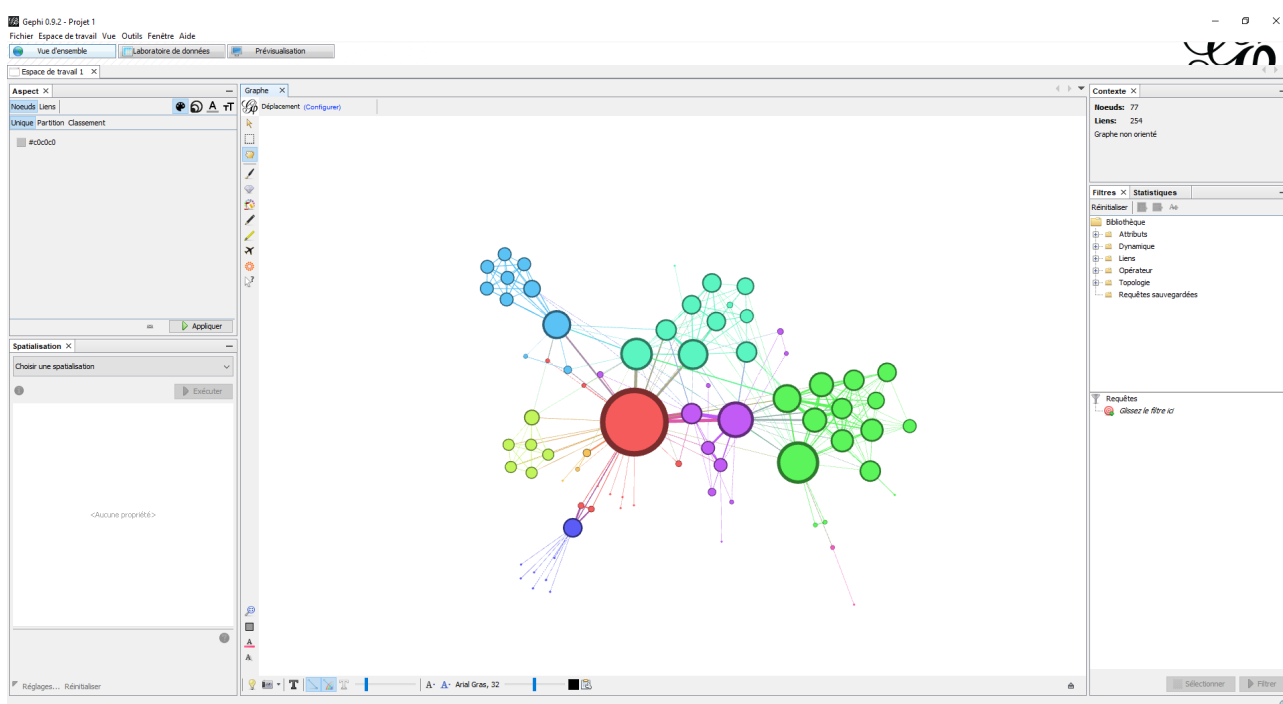 Gephi 0.9.2 - Projet 1
Fichier Espace de travail Vue Outils Fenêtre Aide
Vue d'ensemble Laboratoire de données Prévisualisation
Espace de travail 1
Aspect
Noeuds Liens
Unique Partition Classement
#c0c0c0
Appliquer
Spatialisation
Choisir une spatialisation
Exécuter
<Aucune propriété>
Réglages... Réinitialiser
Graphe
Déplacement (Configurer)
A- A- Arial Gras, 32
Contexte
Noeuds: 77
Liens: 254
Graphe non orienté
Filtres Statistiques
Réinitialiser
Bibliothèque
Attributs
Dynamique
Liens
Opérateur
Topologie
Requêtes sauvegardées
Requêtes
Glissez le filtre ici
Sélectionner Filtrer